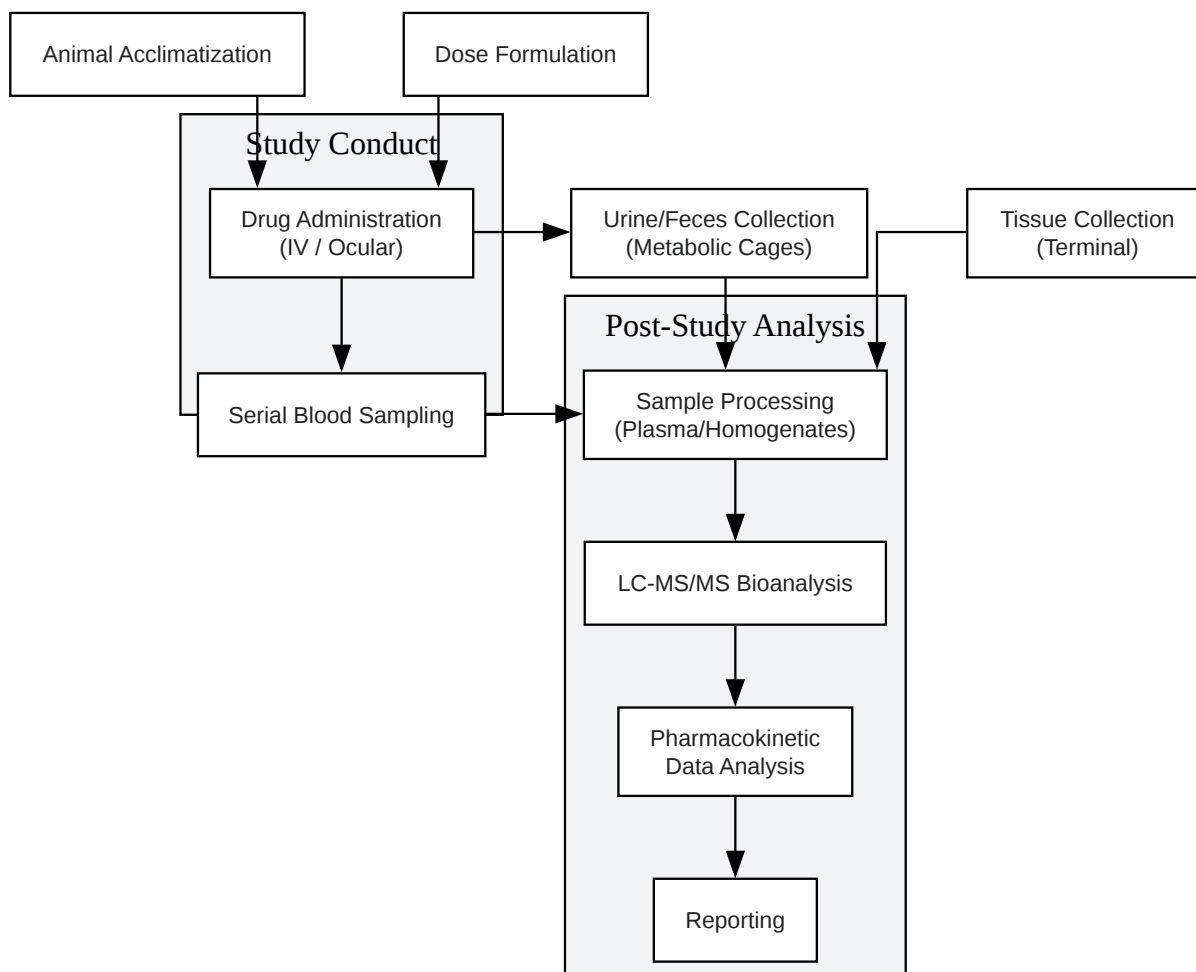 Animal Acclimatization
Dose Formulation
Study Conduct
Drug Administration
(IV / Ocular)
Urine/Feces Collection
(Metabolic Cages)
Tissue Collection
(Terminal)
Post-Study Analysis
Serial Blood Sampling
Sample Processing
(Plasma/Homogenates)
LC-MS/MS Bioanalysis
Pharmacokinetic
Data Analysis
Reporting